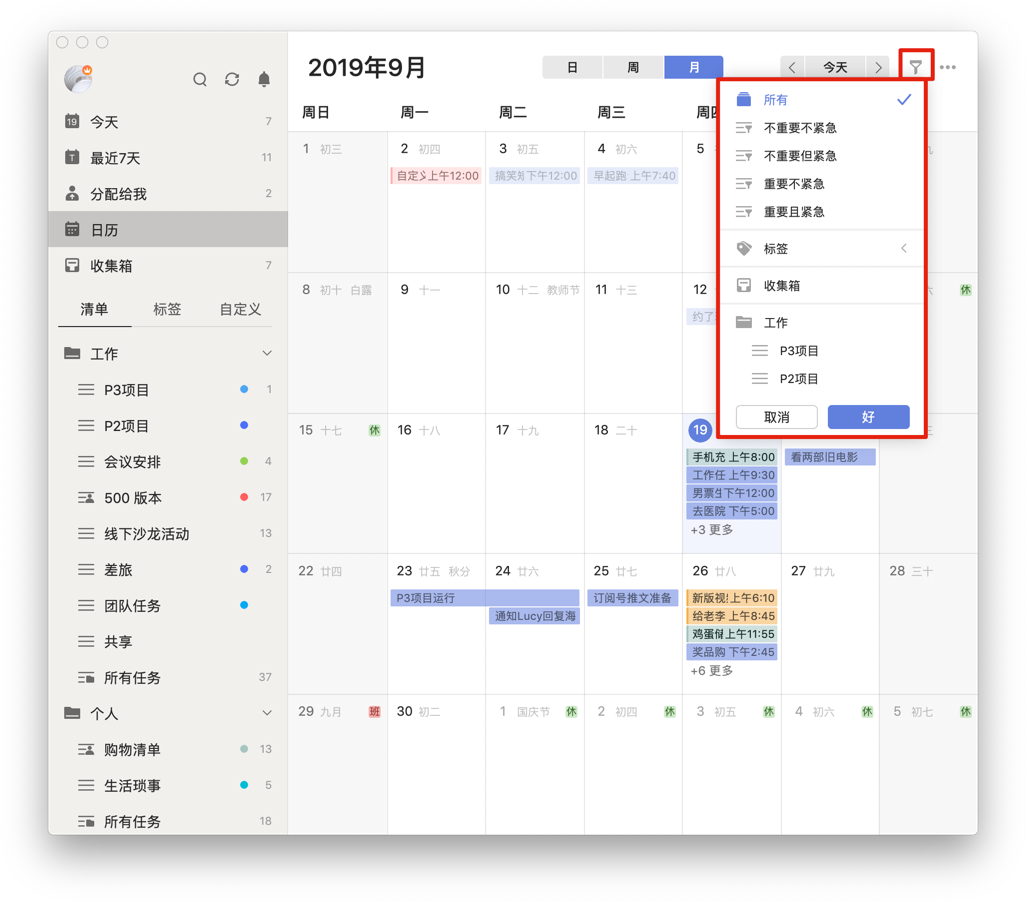 19 今天 7
最近7天 11
分配给我 2
日历
收集箱 7
清单 标签 自定义
工作
P3项目 1
P2项目
会议安排 4
500 版本 17
线下沙龙活动 13
差旅 2
团队任务
共享
所有任务 37
个人
购物清单 13
生活琐事 5
所有任务 18
2019年9月 日 周 月 今天
周日 周一 周二 周三
1 初三 2 初四 3 初五 4 初六 5
上午12:00 下午12:00 早起跑 上午7:40
8 初十 白露 9 十一 10 十二 教师节 11 十三 12 休
约了
15 十七 休 16 十八 17 十九 18 二十 19
手机充 上午8:00 看两部旧电影
工作任 上午9:30
男票 下午12:00
去医院 下午5:00
+3 更多
22 廿四 23 廿五 秋分 24 廿六 25 廿七 26 廿八 27 廿九 28 三十
P3项目运行 订阅号推文准备 新版视 上午6:10
通知Lucy回复海 给老李 上午8:45
鸡蛋 上午11:55
奖品购 下午2:45
+6 更多
29 九月 班 30 初二 1 国庆节 休 2 初四 休 3 初五 休 4 初六 休 5 初七 休
所有
不重要不紧急
不重要但紧急
重要不紧急
重要且紧急
标签
收集箱
工作
P3项目
P2项目
取消 好